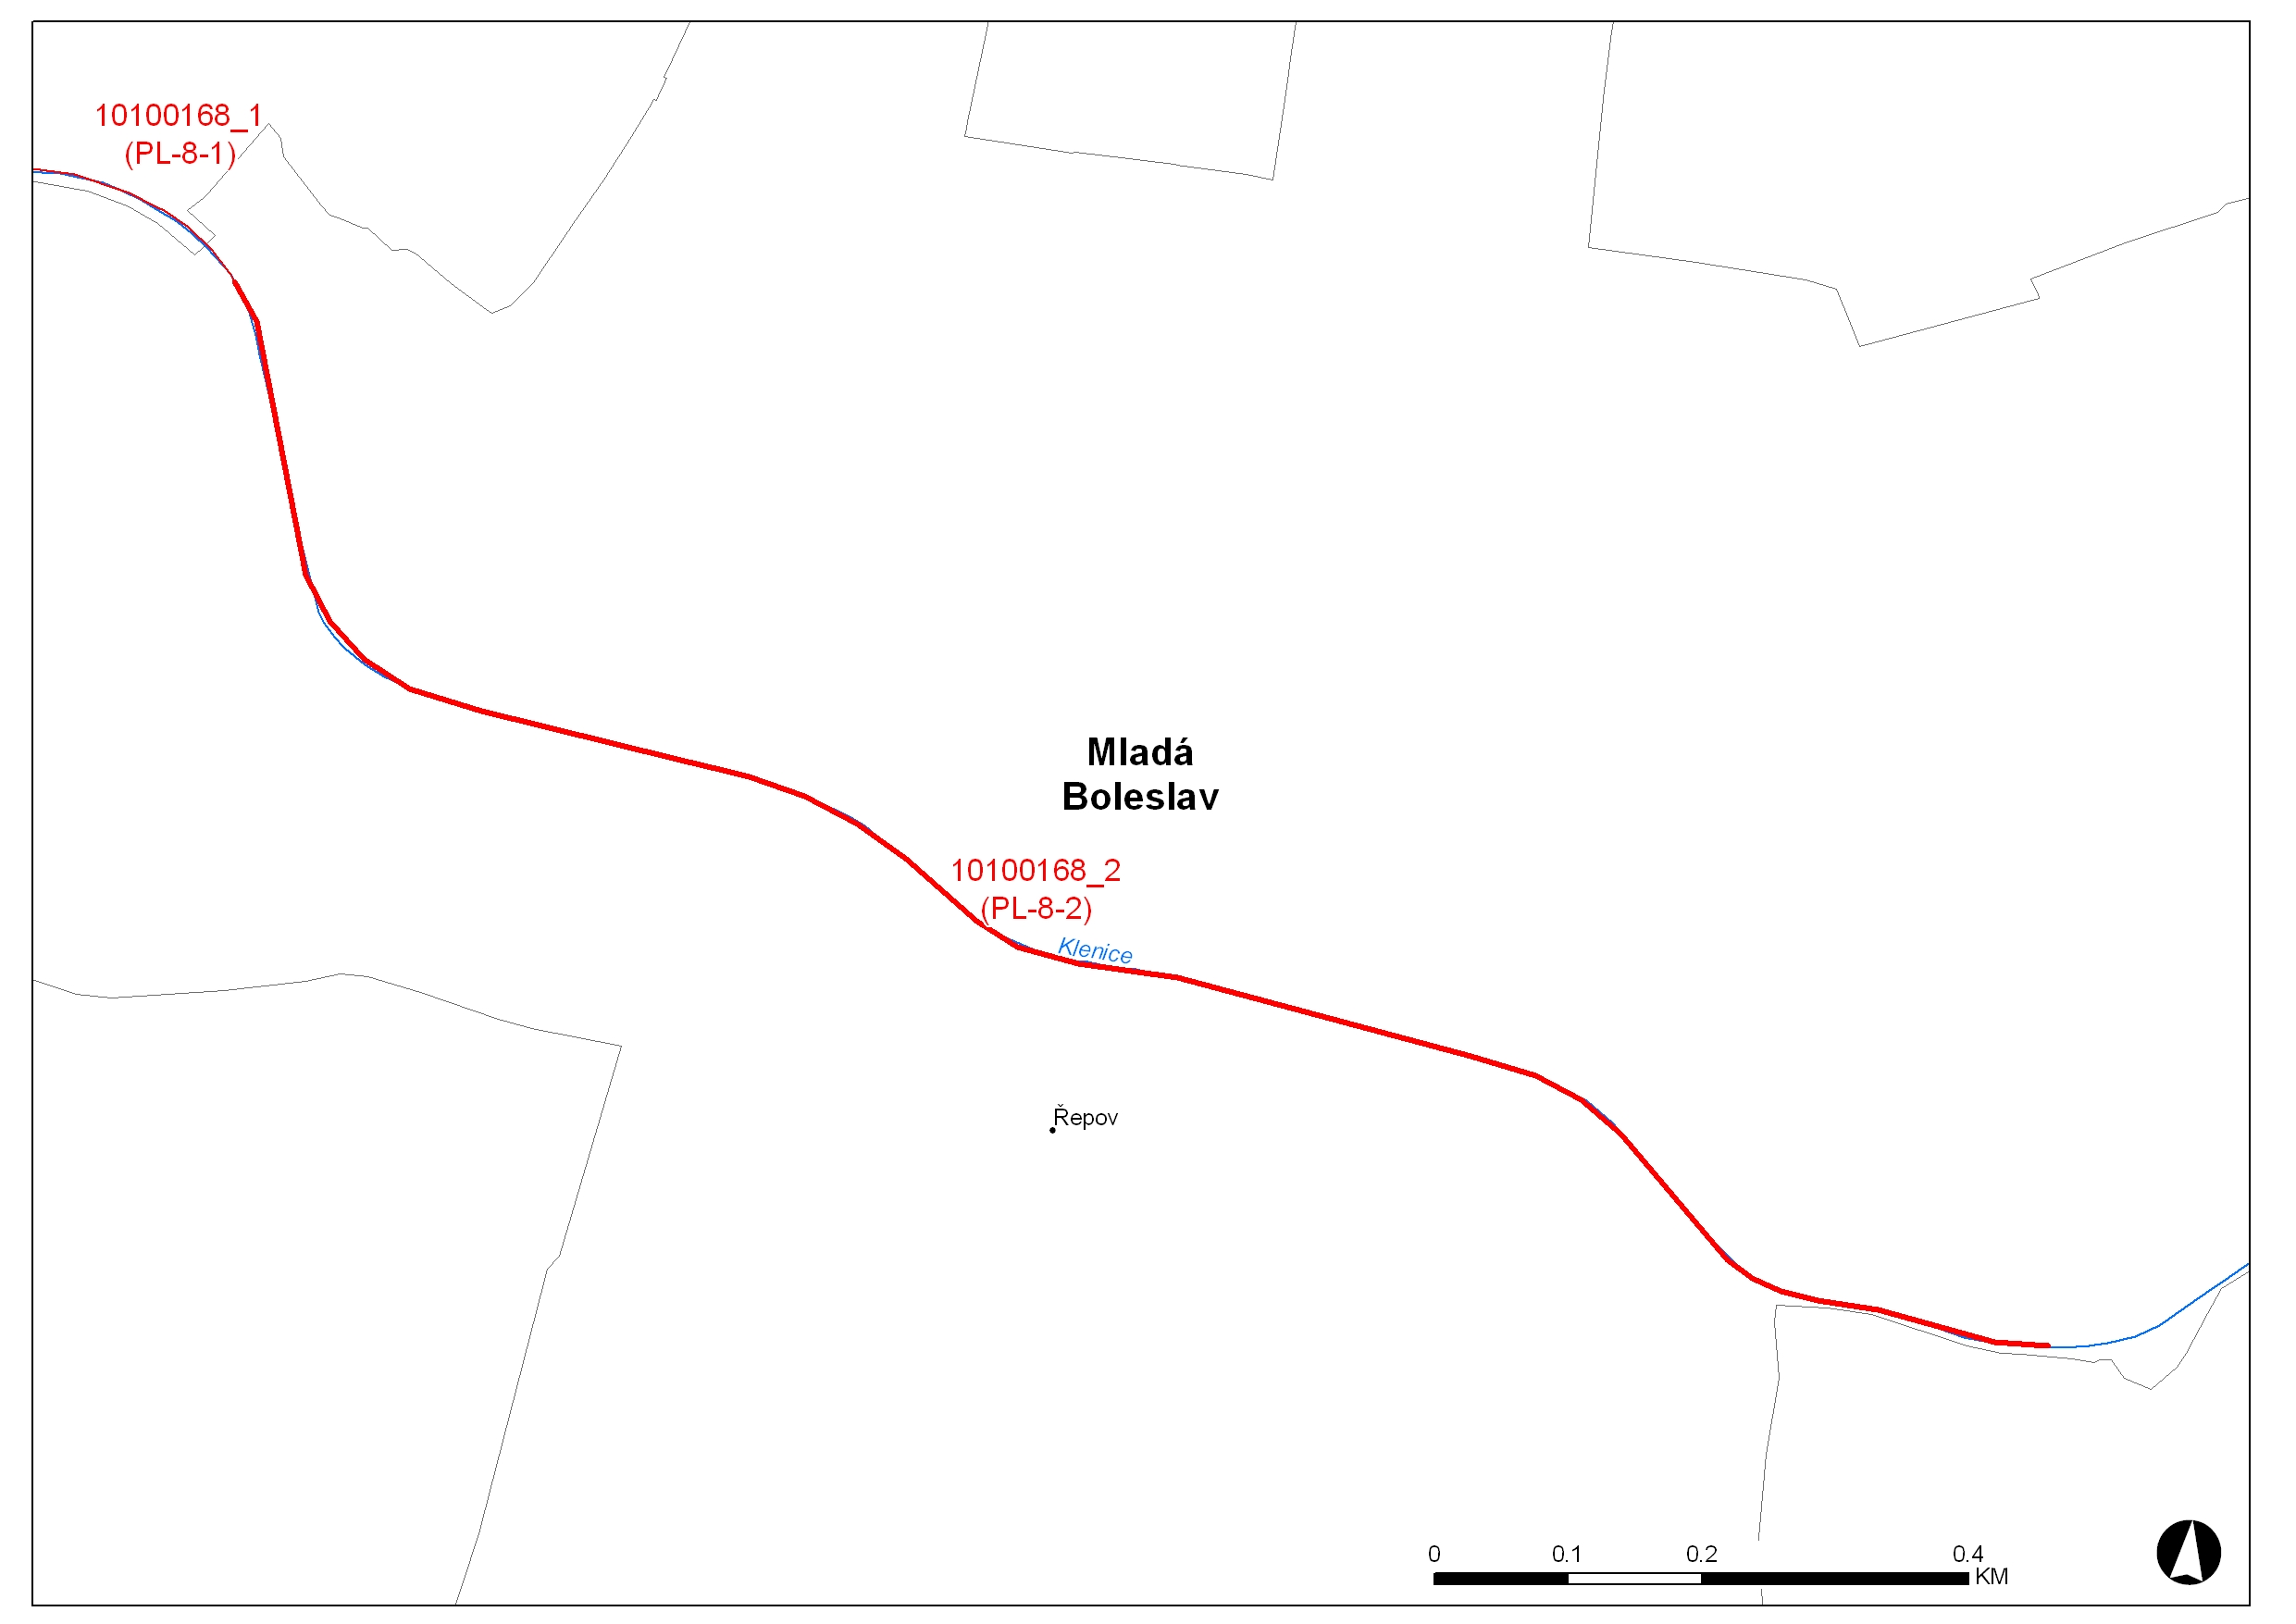 10100168_1
(PL-8-1)
Mladá
Boleslav
10100168_2
(PL-8-2)
Klenice
Řepov
0 0.1 0.2 0.4
KM